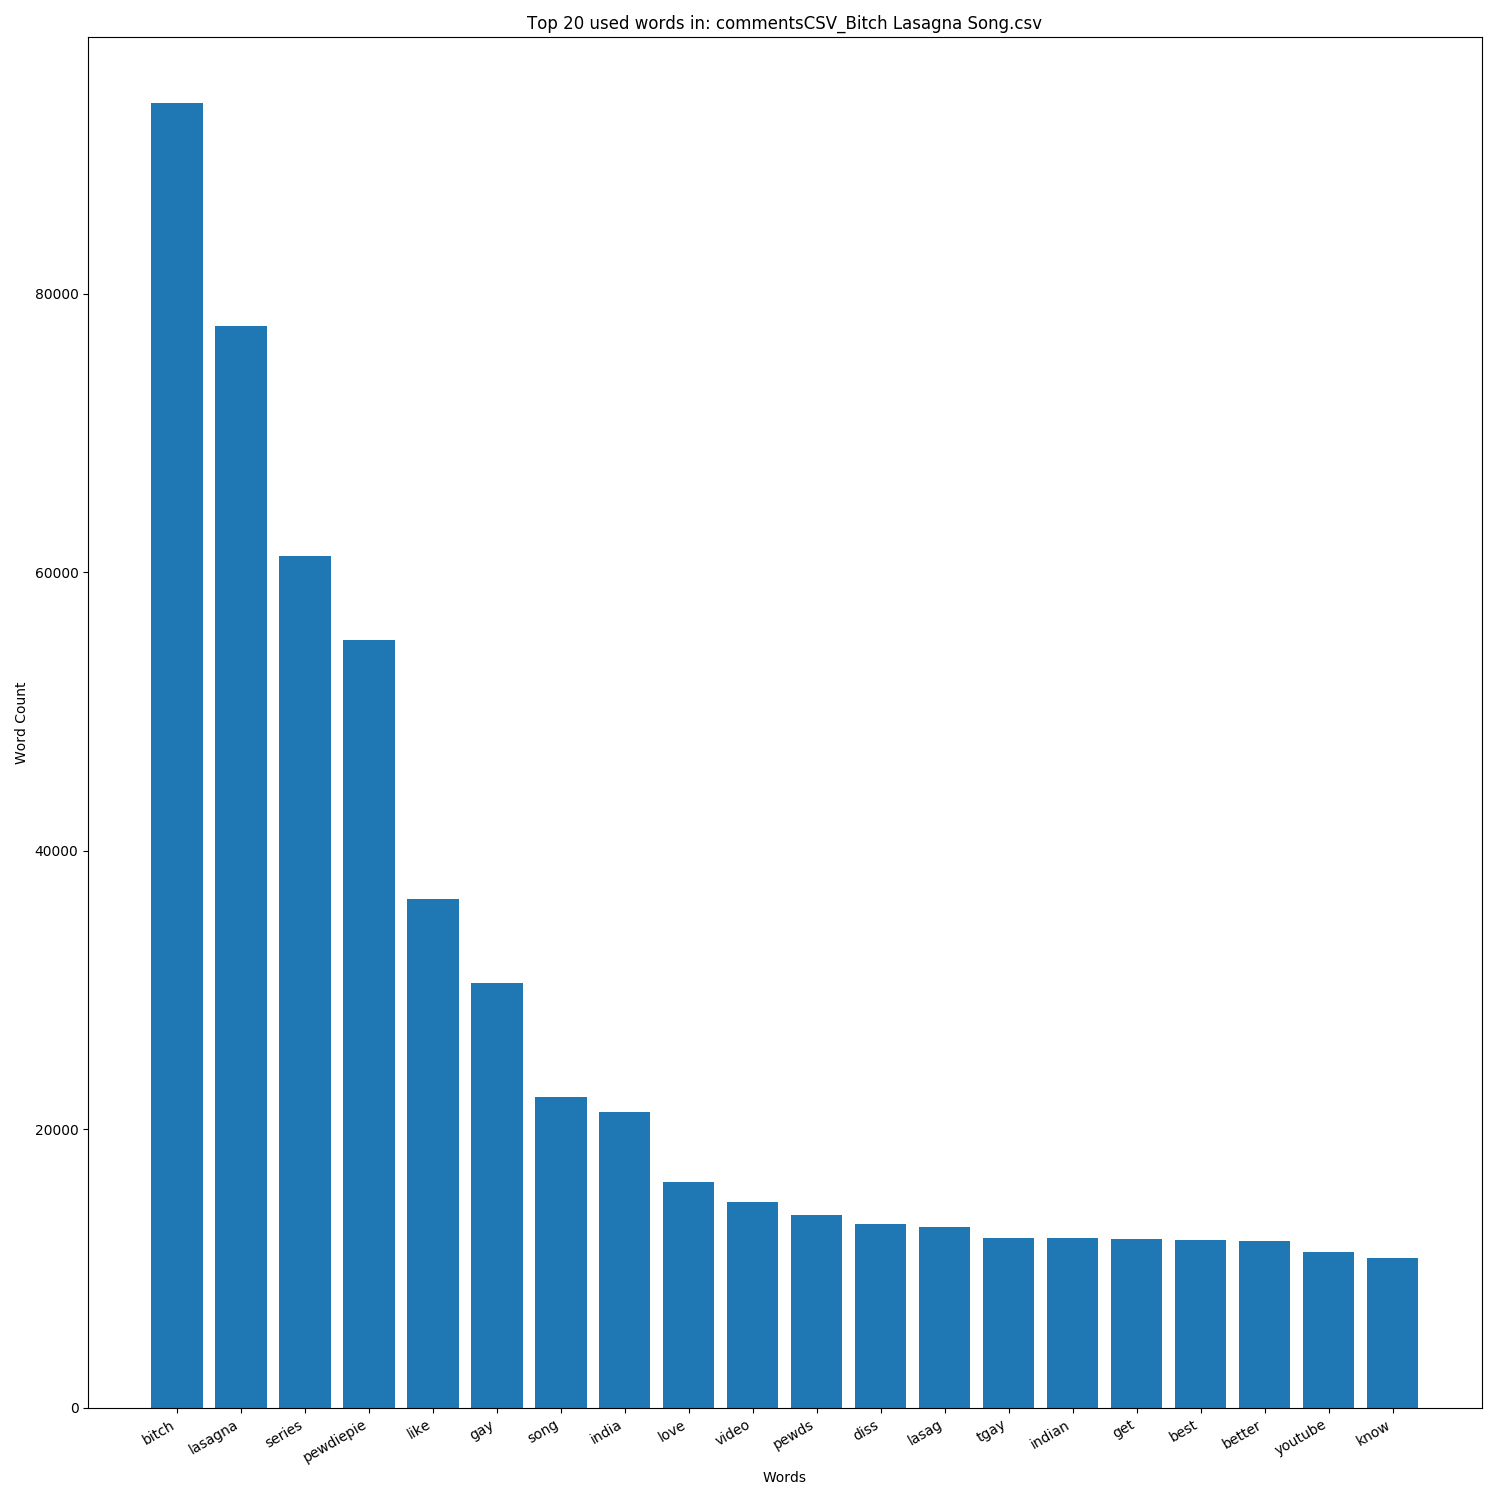 Top 20 used words in: commentsCSV_Bitch Lasagna Song.csv
80000
60000
40000
20000
0
Word Count
bitch
lasagna
series
pewdiepie
like
gay
song
india
love
video
pewds
diss
lasag
tgay
indian
get
best
better
youtube
know
Words